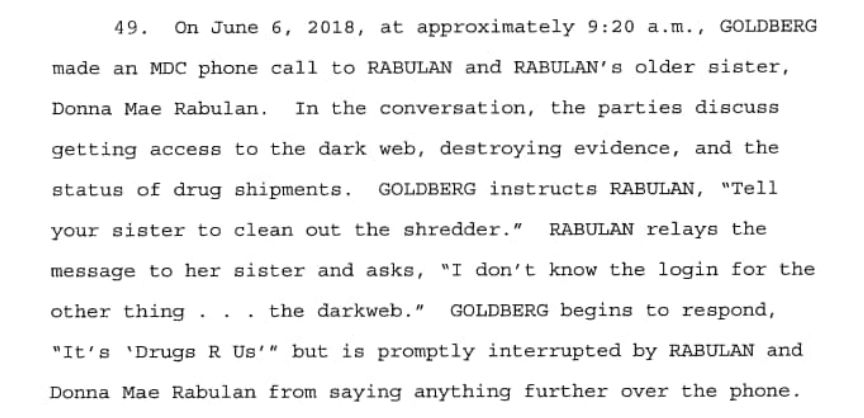 49. On June 6, 2018, at approximately 9:20 a.m., GOLDBERG
made an MDC phone call to RABULAN and RABULAN's older sister,
Donna Mae Rabulan. In the conversation, the parties discuss
getting access to the dark web, destroying evidence, and the
status of drug shipments. GOLDBERG instructs RABULAN, "Tell
your sister to clean out the shredder." RABULAN relays the
message to her sister and asks, "I don't know the login for the
other thing . . . the darkweb." GOLDBERG begins to respond,
"It's 'Drugs R Us'" but is promptly interrupted by RABULAN and
Donna Mae Rabulan from saying anything further over the phone.